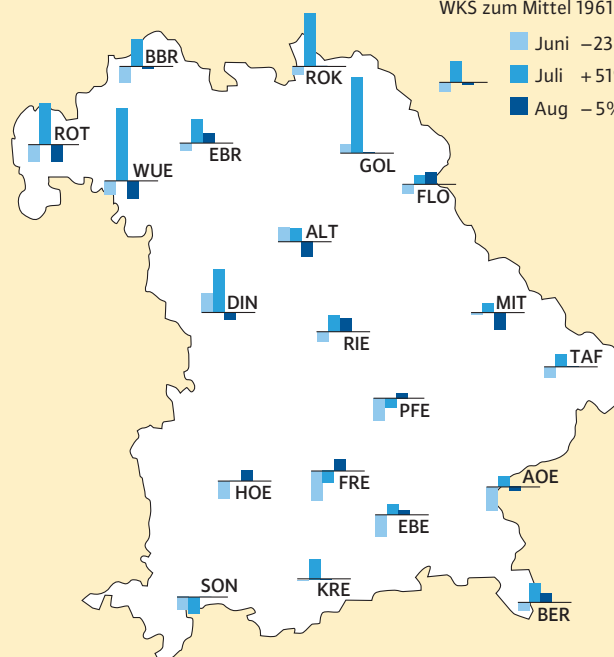 WKS zum Mittel 1961
Juni –23
Juli +51
Aug –5%
BBR
ROK
ROT
EBR
GOL
WUE
FLO
ALT
DIN
MIT
RIE
TAF
PFE
HOE
FRE
AOE
EBE
SON
KRE
BER